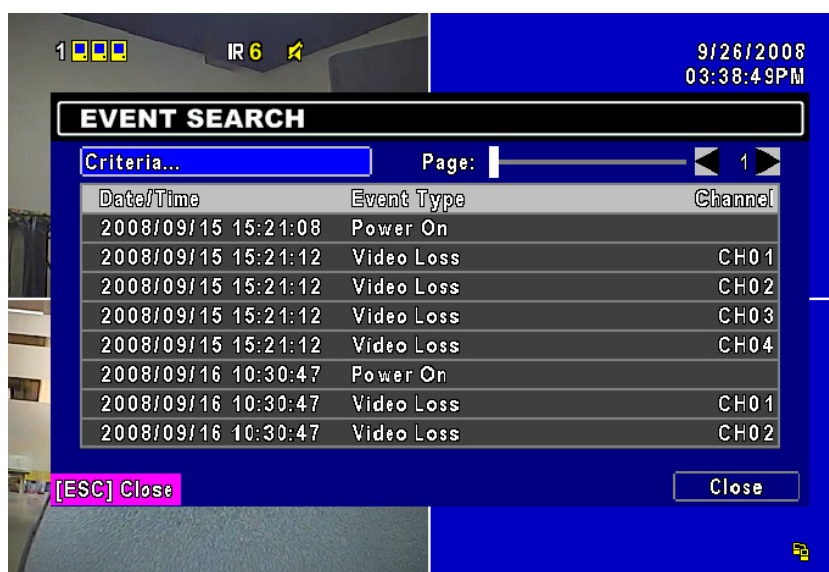 1 IR 6
9/26/2008
03:38:49PM
EVENT SEARCH
Criteria... Page: 1
Date/Time Event Type Channel
2008/09/15 15:21:08 Power On
2008/09/15 15:21:12 Video Loss CH01
2008/09/15 15:21:12 Video Loss CH02
2008/09/15 15:21:12 Video Loss CH03
2008/09/15 15:21:12 Video Loss CH04
2008/09/16 10:30:47 Power On
2008/09/16 10:30:47 Video Loss CH01
2008/09/16 10:30:47 Video Loss CH02
[ESC] Close Close